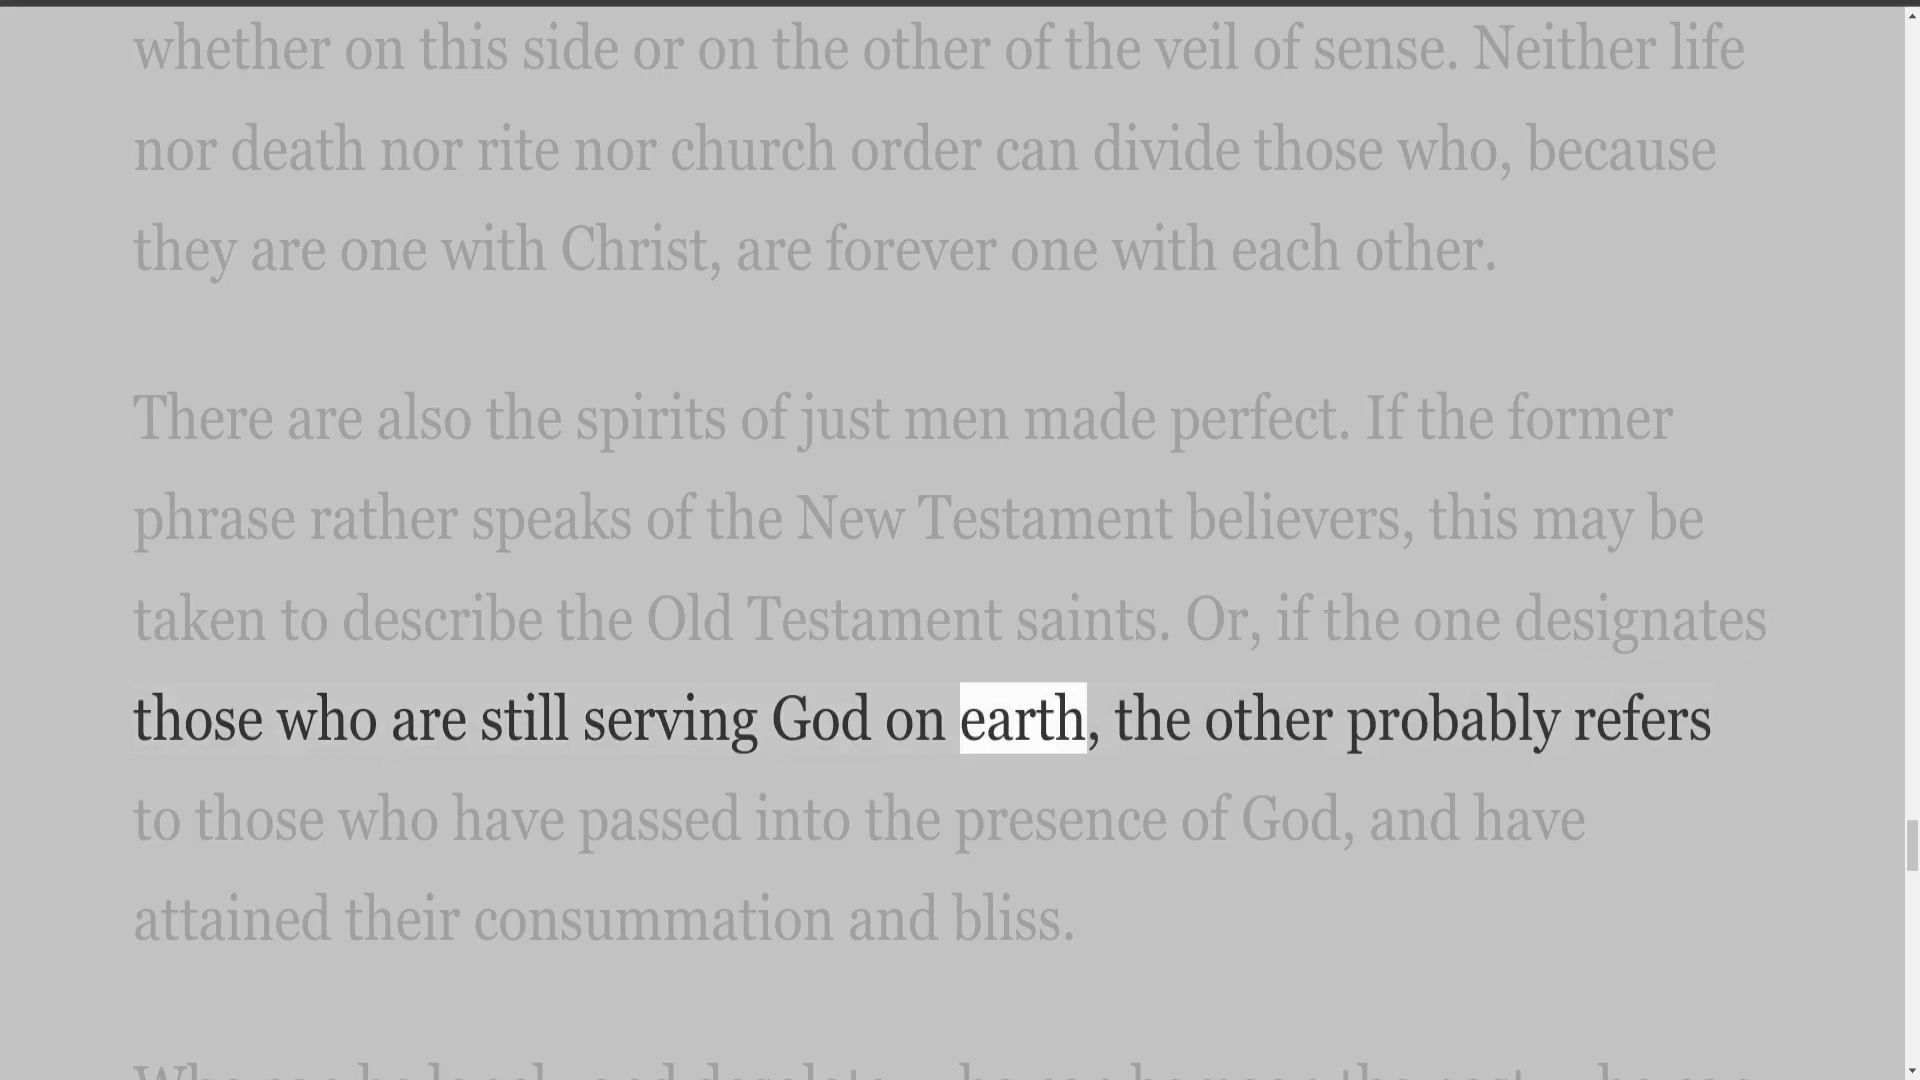 whether on this side or on the other of the veil of sense. Neither life
nor death nor rite nor church order can divide those who, because
they are one with Christ, are forever one with each other.
There are also the spirits of just men made perfect. If the former
phrase rather speaks of the New Testament believers, this may be
taken to describe the Old Testament saints. Or, if the one designates
those who are still serving God on earth, the other probably refers
to those who have passed into the presence of God, and have
attained their consummation and bliss.